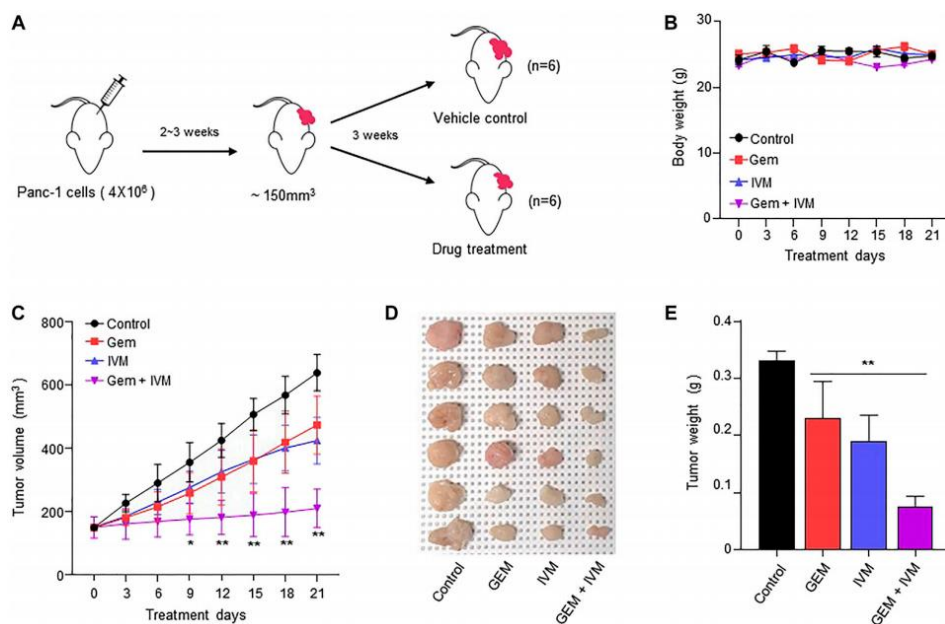 A
Panc-1 cells ( 4X10⁶)
2~3 weeks
~ 150mm³
3 weeks
(n=6)
Vehicle control
(n=6)
Drug treatment
B
Body weight (g)
30
20
10
0
Control
Gem
IVM
Gem + IVM
0 3 6 9 12 15 18 21
Treatment days
C
Tumor volume (mm³)
800
600
400
200
0
Control
Gem
IVM
Gem + IVM
* ** ** ** **
0 3 6 9 12 15 18 21
Treatment days
D
Control
GEM
IVM
GEM + IVM
E
Tumor weight (g)
0.4
0.3
0.2
0.1
0
**
Control
GEM
IVM
GEM + IVM